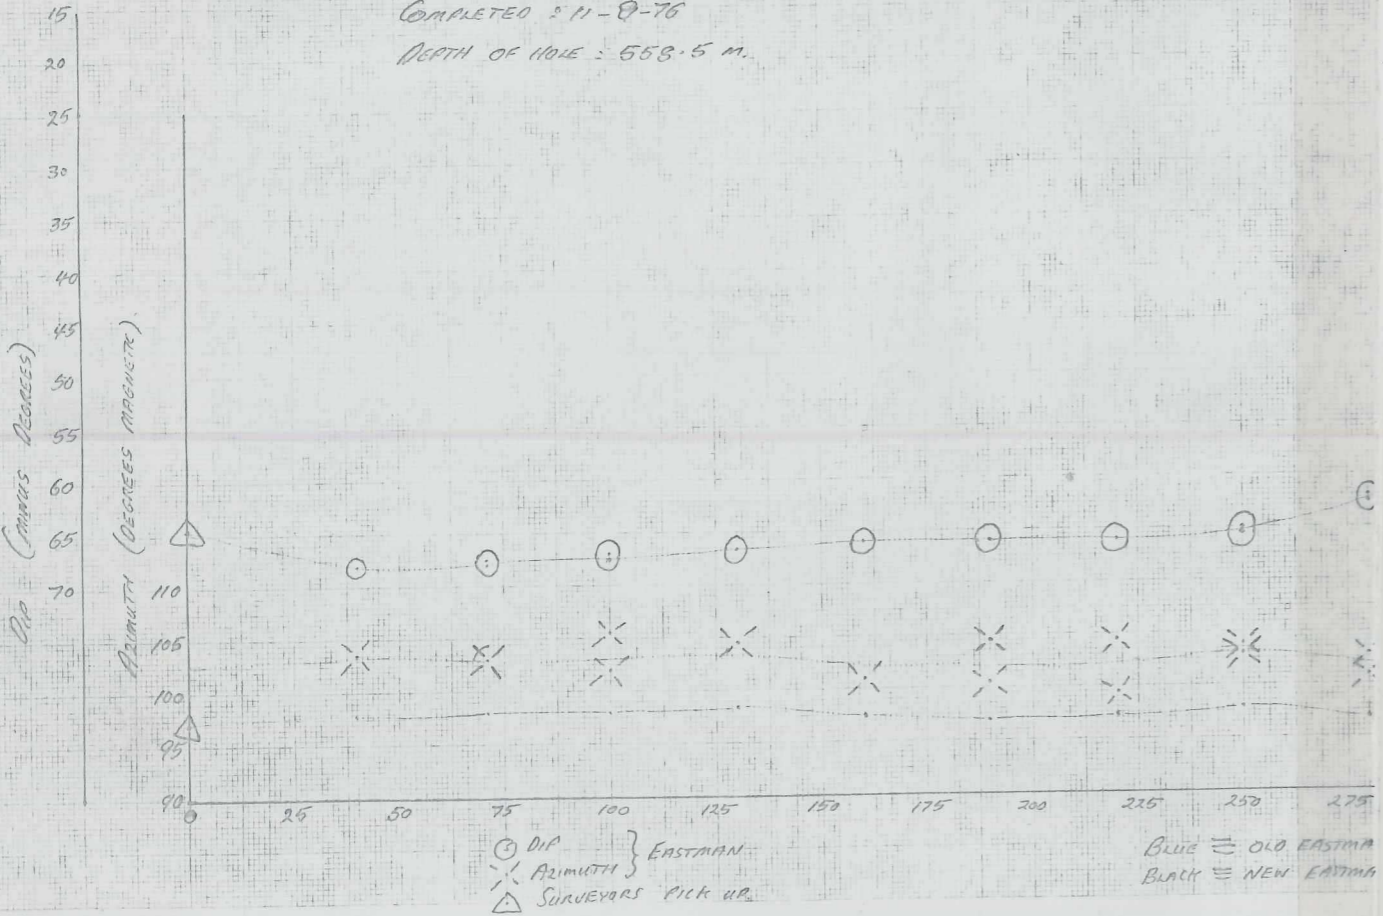 COMPLETED : 11-9-76
DEPTH OF HOLE : 558.5 M.
DIP (MINUS DEGREES)
15
20
25
30
35
40
45
50
55
60
65
70
AZIMUTH (DEGREES MAGNETIC).
110
105
100
95
90
0 25 50 75 100 125 150 175 200 225 250 275
DIP } EASTMAN
AZIMUTH
SURVEYORS PICK UP.
BLUE ≡ OLD EASTMA
BLACK ≡ NEW EASTMA